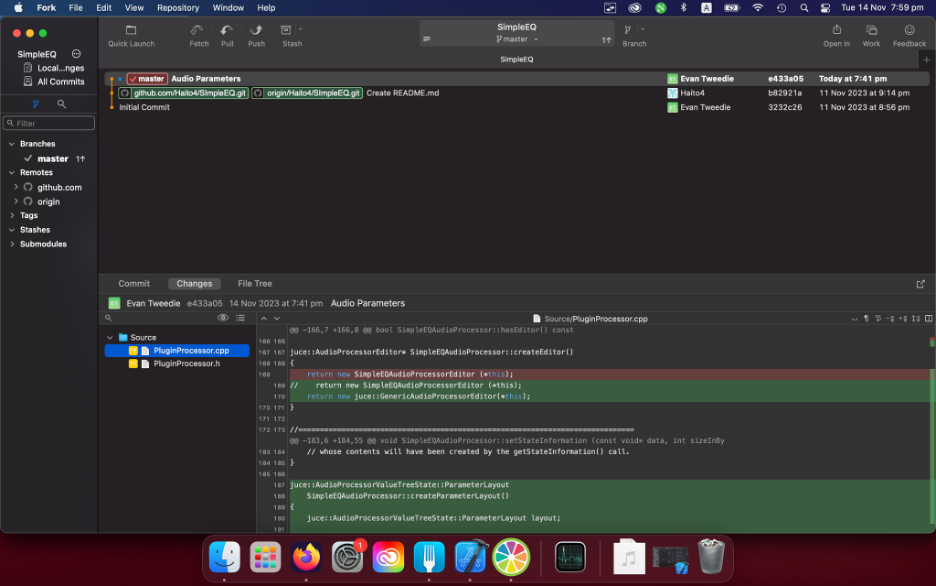 Fork File Edit View Repository Window Help
A
Tue 14 Nov 7:59 pm
Quick Launch
Fetch
Pull
Push
Stash
SimpleEQ
master
1↑
Branch
Open in
Work
Feedback
SimpleEQ
SimpleEQ
Local...nges
All Commits
Filter
Branches
master 1↑
Remotes
github.com
origin
Tags
Stashes
Submodules
master Audio Parameters Evan Tweedie e433a05 Today at 7:41 pm
github.com/Haito4/SImpleEQ.git origin/Haito4/SImpleEQ.git Create README.md Haito4 b82921a 11 Nov 2023 at 9:14 pm
Initial Commit Evan Tweedie 3232c26 11 Nov 2023 at 8:56 pm
Commit Changes File Tree
ET Evan Tweedie e433a05 14 Nov 2023 at 7:41 pm Audio Parameters
Source/PluginProcessor.cpp
Source
PluginProcessor.cpp
PluginProcessor.h
@@ -166,7 +166,8 @@ bool SimpleEQAudioProcessor::hasEditor() const
166 166
167 167 juce::AudioProcessorEditor* SimpleEQAudioProcessor::createEditor()
168 168 {
169 return new SimpleEQAudioProcessorEditor (*this);
169 // return new SimpleEQAudioProcessorEditor (*this);
170 return new juce::GenericAudioProcessorEditor(*this);
170 171 }
171 172
172 173 //==============================================================================
@@ -183,6 +184,55 @@ void SimpleEQAudioProcessor::setStateInformation (const void* data, int sizeInBy
183 184 // whose contents will have been created by the getStateInformation() call.
184 185 }
185 186
187 juce::AudioProcessorValueTreeState::ParameterLayout
188 SimpleEQAudioProcessor::createParameterLayout()
189 {
190 juce::AudioProcessorValueTreeState::ParameterLayout layout;
191
1